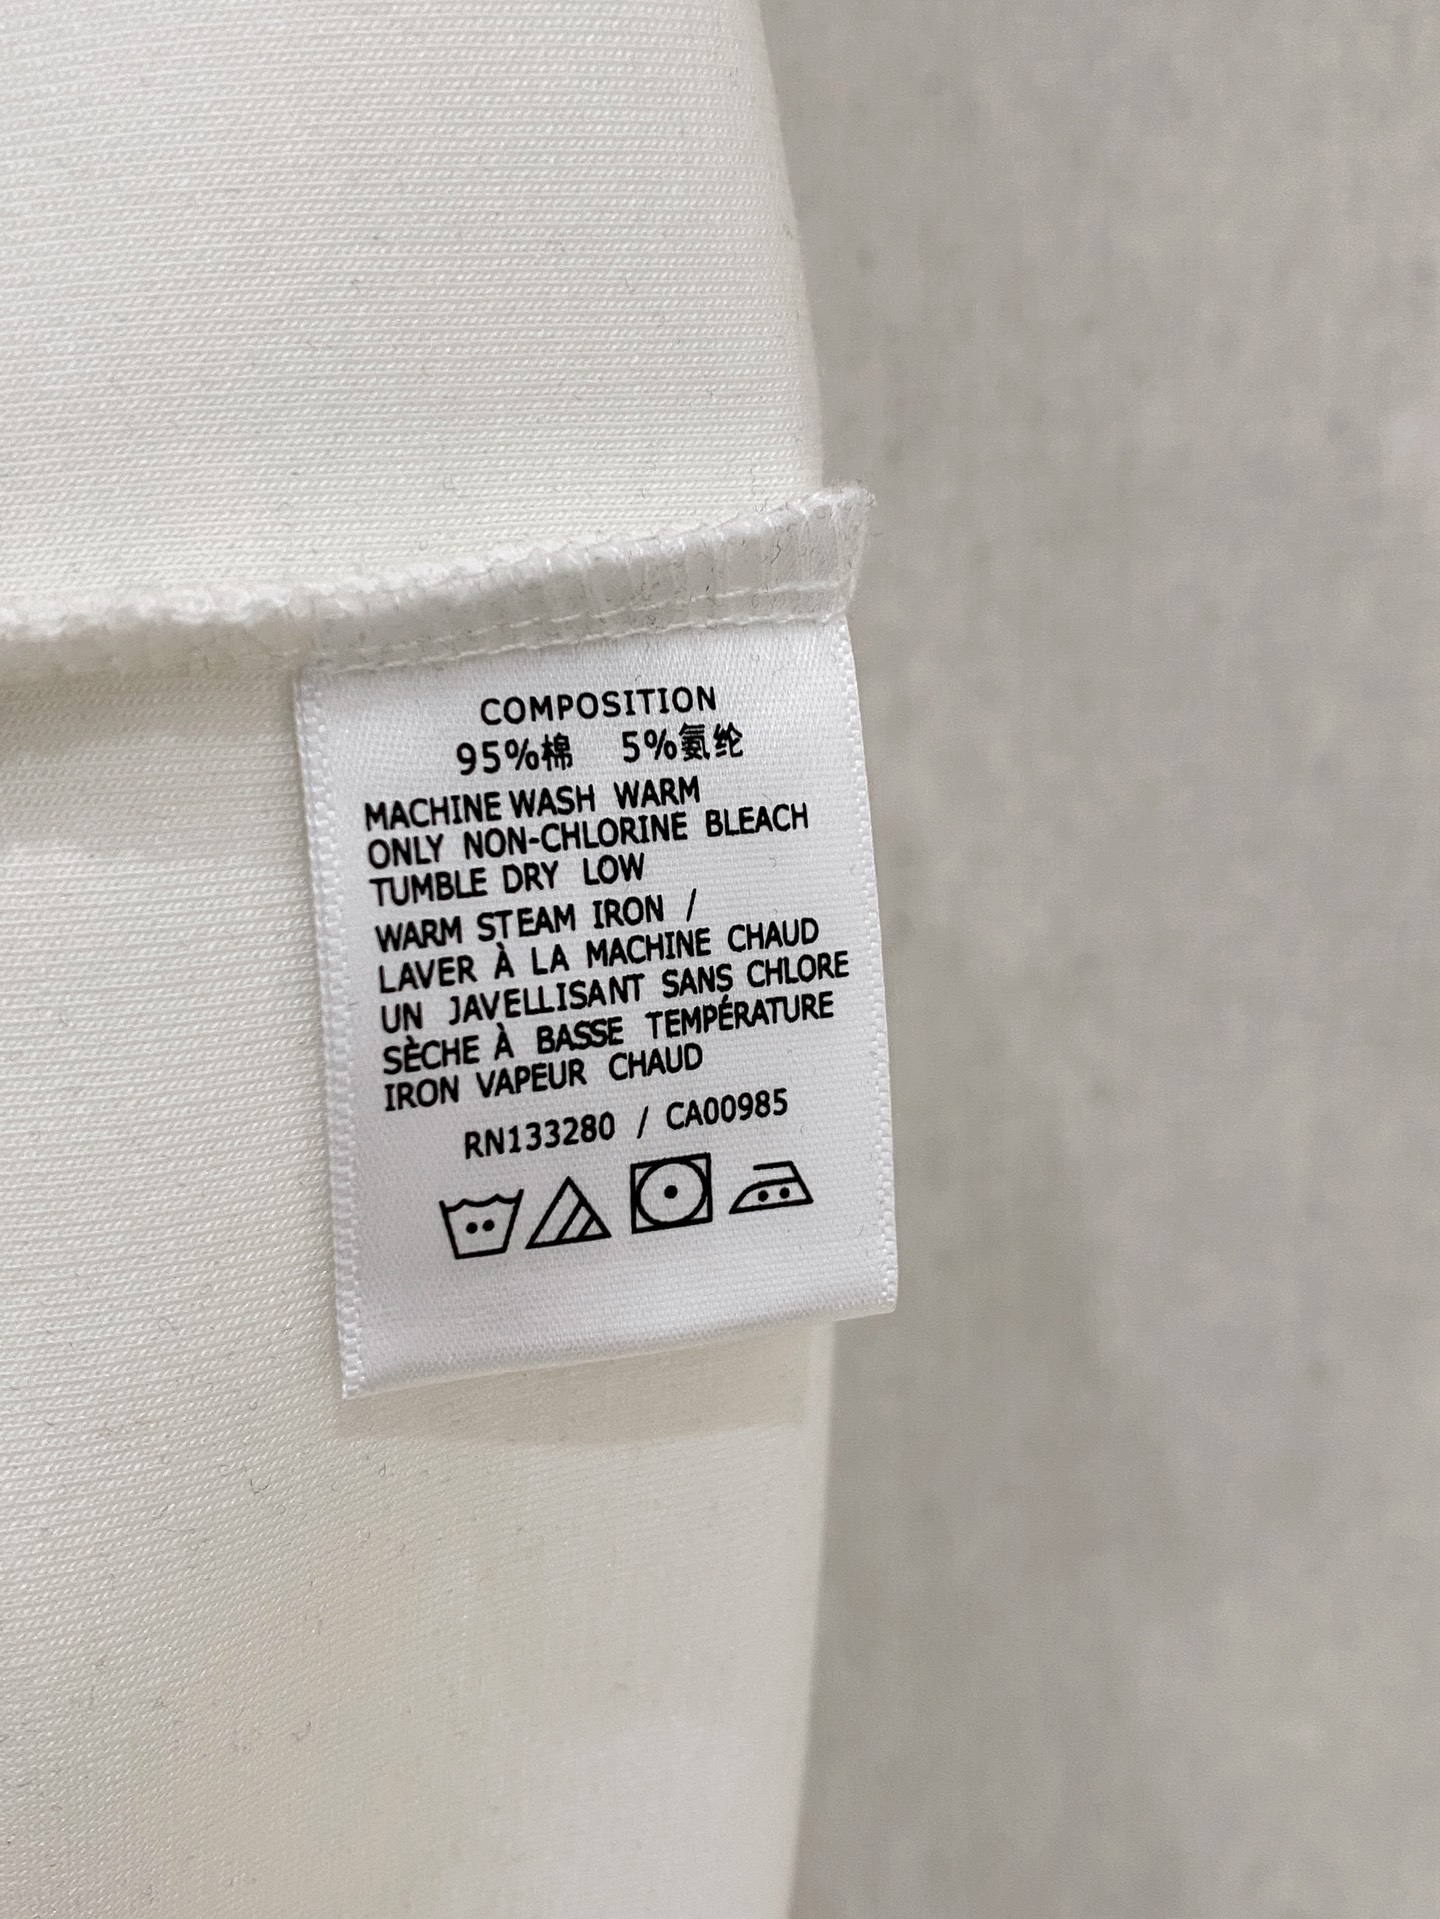 COMPOSITION
95%棉 5%氨纶
MACHINE WASH WARM
ONLY NON-CHLORINE BLEACH
TUMBLE DRY LOW
WARM STEAM IRON /
LAVER À LA MACHINE CHAUD
UN JAVELLISANT SANS CHLORE
SÈCHE À BASSE TEMPÉRATURE
IRON VAPEUR CHAUD
RN133280 / CA00985